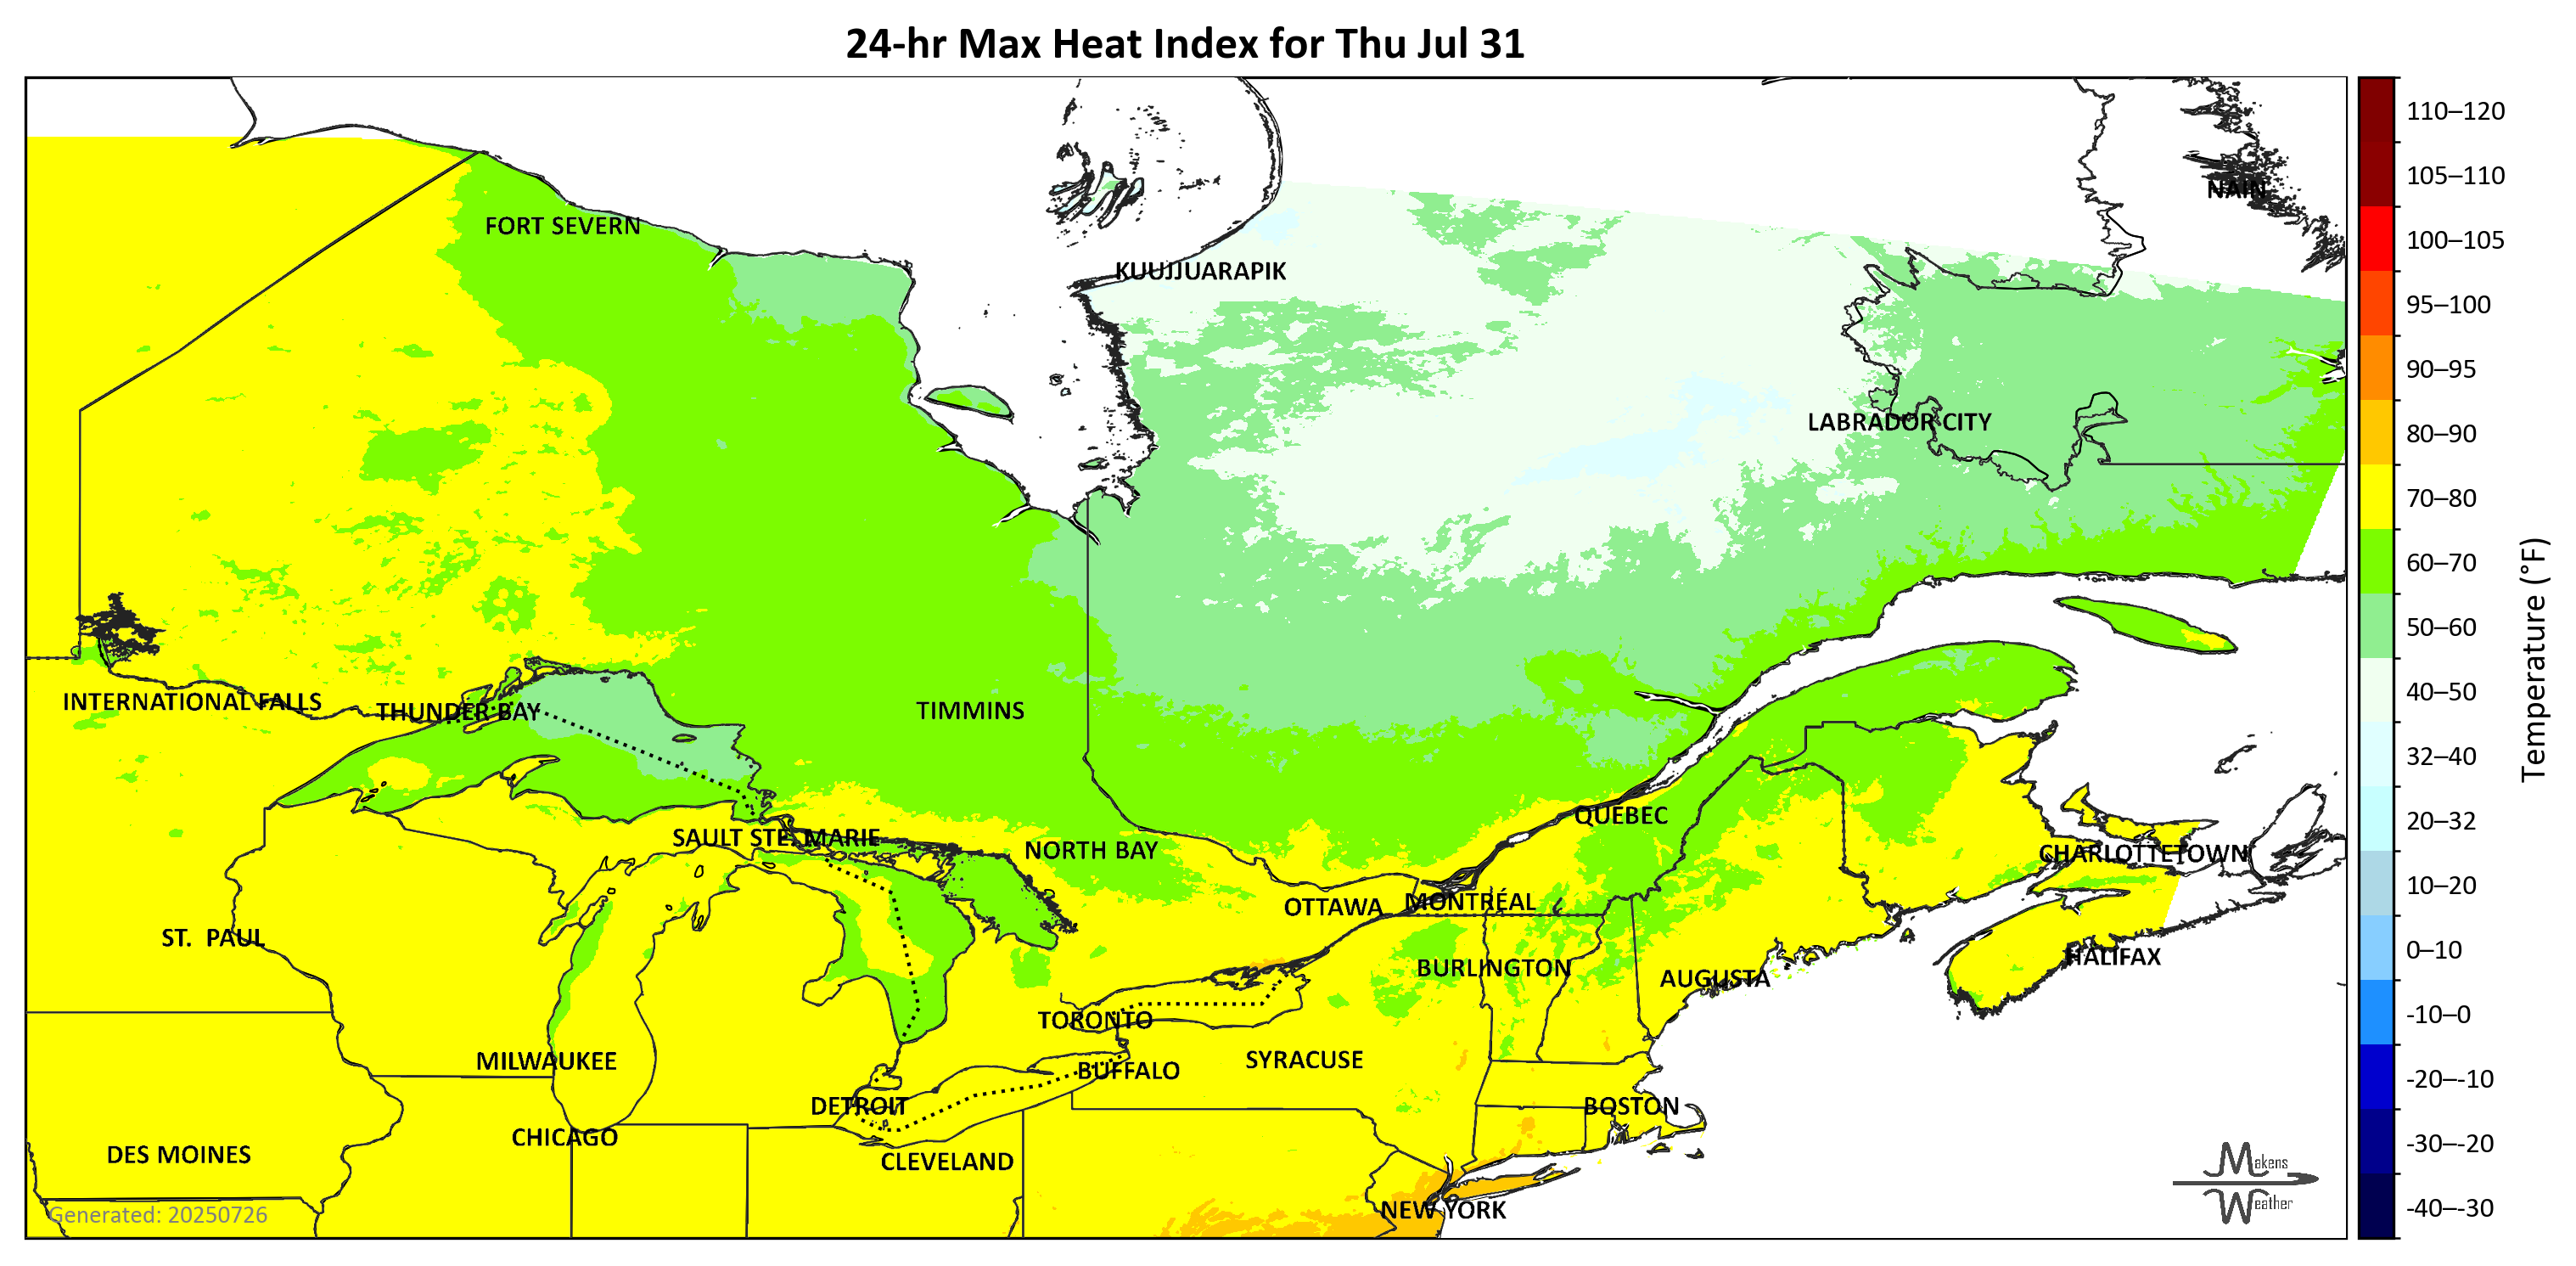 24-hr Max Heat Index for Thu Jul 31
NAIN
FORT SEVERN
KUUJJUARAPIK
LABRADOR CITY
INTERNATIONAL FALLS
THUNDER BAY
TIMMINS
QUEBEC
SAULT STE. MARIE
NORTH BAY
CHARLOTTETOWN
OTTAWA
MONTRÉAL
ST. PAUL
HALIFAX
BURLINGTON
AUGUSTA
TORONTO
MILWAUKEE
BUFFALO
SYRACUSE
DETROIT
BOSTON
CHICAGO
DES MOINES
CLEVELAND
NEW YORK
Generated: 20250726
Makens
Weather
110–120
105–110
100–105
95–100
90–95
80–90
70–80
60–70
50–60
40–50
32–40
20–32
10–20
0–10
-10–0
-20–-10
-30–-20
-40–-30
Temperature (°F)